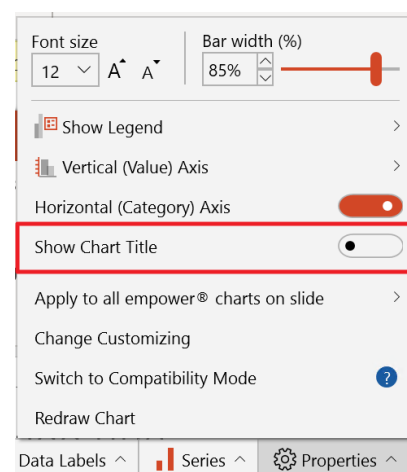 Font size Bar width (%)
12 A A 85%
Show Legend
Vertical (Value) Axis
Horizontal (Category) Axis
Show Chart Title
Apply to all empower® charts on slide
Change Customizing
Switch to Compatibility Mode ?
Redraw Chart
Data Labels Series Properties